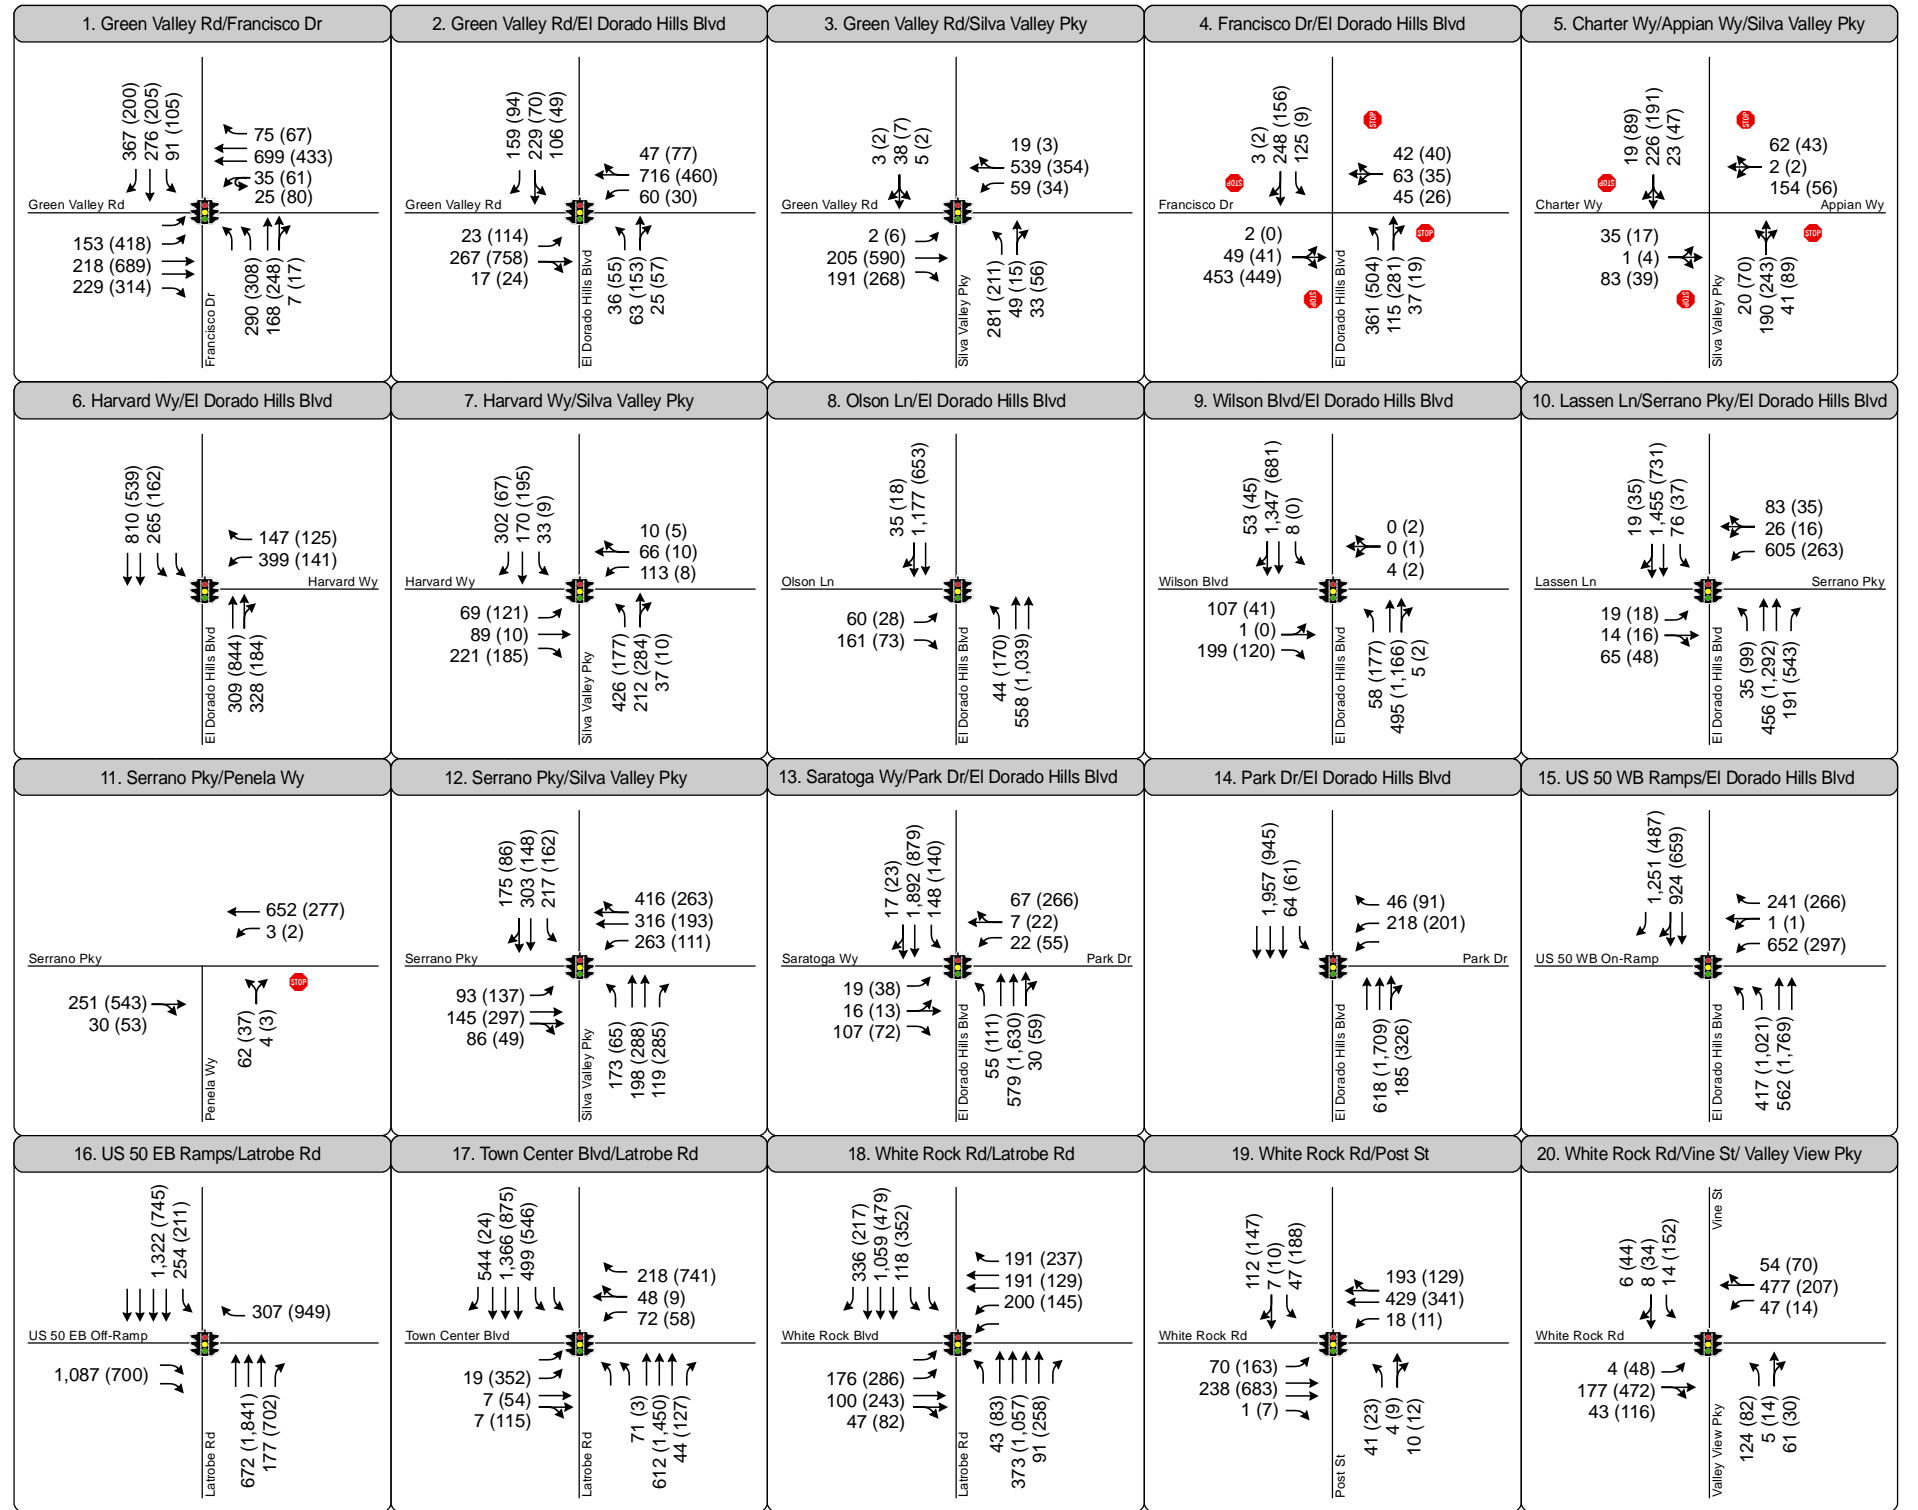 1. Green Valley Rd/Francisco Dr
367 (200)
276 (205)
91 (105)
75 (67)
699 (433)
35 (61)
25 (80)
Green Valley Rd
153 (418)
218 (689)
229 (314)
290 (308)
168 (248)
7 (17)
Francisco Dr
2. Green Valley Rd/El Dorado Hills Blvd
159 (94)
229 (70)
106 (49)
47 (77)
716 (460)
60 (30)
Green Valley Rd
23 (114)
267 (758)
17 (24)
36 (55)
63 (153)
25 (57)
El Dorado Hills Blvd
3. Green Valley Rd/Silva Valley Pky
3 (2)
38 (7)
5 (2)
19 (3)
539 (354)
59 (34)
Green Valley Rd
2 (6)
205 (590)
191 (268)
281 (211)
49 (15)
33 (56)
Silva Valley Pky
4. Francisco Dr/El Dorado Hills Blvd
3 (2)
248 (156)
125 (9)
STOP
42 (40)
63 (35)
45 (26)
STOP
Francisco Dr
2 (0)
49 (41)
453 (449)
STOP
STOP
361 (504)
115 (281)
37 (19)
El Dorado Hills Blvd
5. Charter Wy/Appian Wy/Silva Valley Pky
19 (89)
226 (191)
23 (47)
STOP
62 (43)
2 (2)
154 (56)
STOP
Charter Wy
Appian Wy
35 (17)
1 (4)
83 (39)
STOP
STOP
20 (70)
190 (243)
41 (89)
Silva Valley Pky
6. Harvard Wy/El Dorado Hills Blvd
810 (539)
265 (162)
147 (125)
399 (141)
Harvard Wy
309 (844)
328 (184)
El Dorado Hills Blvd
7. Harvard Wy/Silva Valley Pky
302 (67)
170 (195)
33 (9)
10 (5)
66 (10)
113 (8)
Harvard Wy
69 (121)
89 (10)
221 (185)
426 (177)
212 (284)
37 (10)
Silva Valley Pky
8. Olson Ln/El Dorado Hills Blvd
35 (18)
1,177 (653)
Olson Ln
60 (28)
161 (73)
44 (170)
558 (1,039)
El Dorado Hills Blvd
9. Wilson Blvd/El Dorado Hills Blvd
53 (45)
1,347 (681)
8 (0)
0 (2)
0 (1)
4 (2)
Wilson Blvd
107 (41)
1 (0)
199 (120)
58 (177)
495 (1,166)
5 (2)
El Dorado Hills Blvd
10. Lassen Ln/Serrano Pky/El Dorado Hills Blvd
19 (35)
1,455 (731)
76 (37)
83 (35)
26 (16)
605 (263)
Lassen Ln
Serrano Pky
19 (18)
14 (16)
65 (48)
35 (99)
456 (1,292)
191 (543)
El Dorado Hills Blvd
11. Serrano Pky/Penela Wy
652 (277)
3 (2)
Serrano Pky
STOP
251 (543)
30 (53)
62 (37)
4 (3)
Penela Wy
12. Serrano Pky/Silva Valley Pky
175 (86)
303 (148)
217 (162)
416 (263)
316 (193)
263 (111)
Serrano Pky
93 (137)
145 (297)
86 (49)
173 (65)
198 (288)
119 (285)
Silva Valley Pky
13. Saratoga Wy/Park Dr/El Dorado Hills Blvd
17 (23)
1,892 (879)
148 (140)
67 (266)
7 (22)
22 (55)
Saratoga Wy
Park Dr
19 (38)
16 (13)
107 (72)
55 (111)
579 (1,630)
30 (59)
El Dorado Hills Blvd
14. Park Dr/El Dorado Hills Blvd
1,957 (945)
64 (61)
46 (91)
218 (201)
Park Dr
618 (1,709)
185 (326)
El Dorado Hills Blvd
15. US 50 WB Ramps/El Dorado Hills Blvd
1,251 (487)
924 (659)
241 (266)
1 (1)
652 (297)
US 50 WB On-Ramp
417 (1,021)
562 (1,769)
El Dorado Hills Blvd
16. US 50 EB Ramps/Latrobe Rd
1,322 (745)
254 (211)
307 (949)
US 50 EB Off-Ramp
1,087 (700)
672 (1,841)
177 (702)
Latrobe Rd
17. Town Center Blvd/Latrobe Rd
544 (24)
1,366 (875)
499 (546)
218 (741)
48 (9)
72 (58)
Town Center Blvd
19 (352)
7 (54)
7 (115)
71 (3)
612 (1,450)
44 (127)
Latrobe Rd
18. White Rock Rd/Latrobe Rd
336 (217)
1,059 (479)
118 (352)
191 (237)
191 (129)
200 (145)
White Rock Blvd
176 (286)
100 (243)
47 (82)
43 (83)
373 (1,057)
91 (258)
Latrobe Rd
19. White Rock Rd/Post St
112 (147)
7 (10)
47 (188)
193 (129)
429 (341)
18 (11)
White Rock Rd
70 (163)
238 (683)
1 (7)
41 (23)
4 (9)
10 (12)
Post St
20. White Rock Rd/Vine St/ Valley View Pky
Vine St
6 (44)
8 (34)
14 (152)
54 (70)
477 (207)
47 (14)
White Rock Rd
4 (48)
177 (472)
43 (116)
124 (82)
5 (14)
61 (30)
Valley View Pky